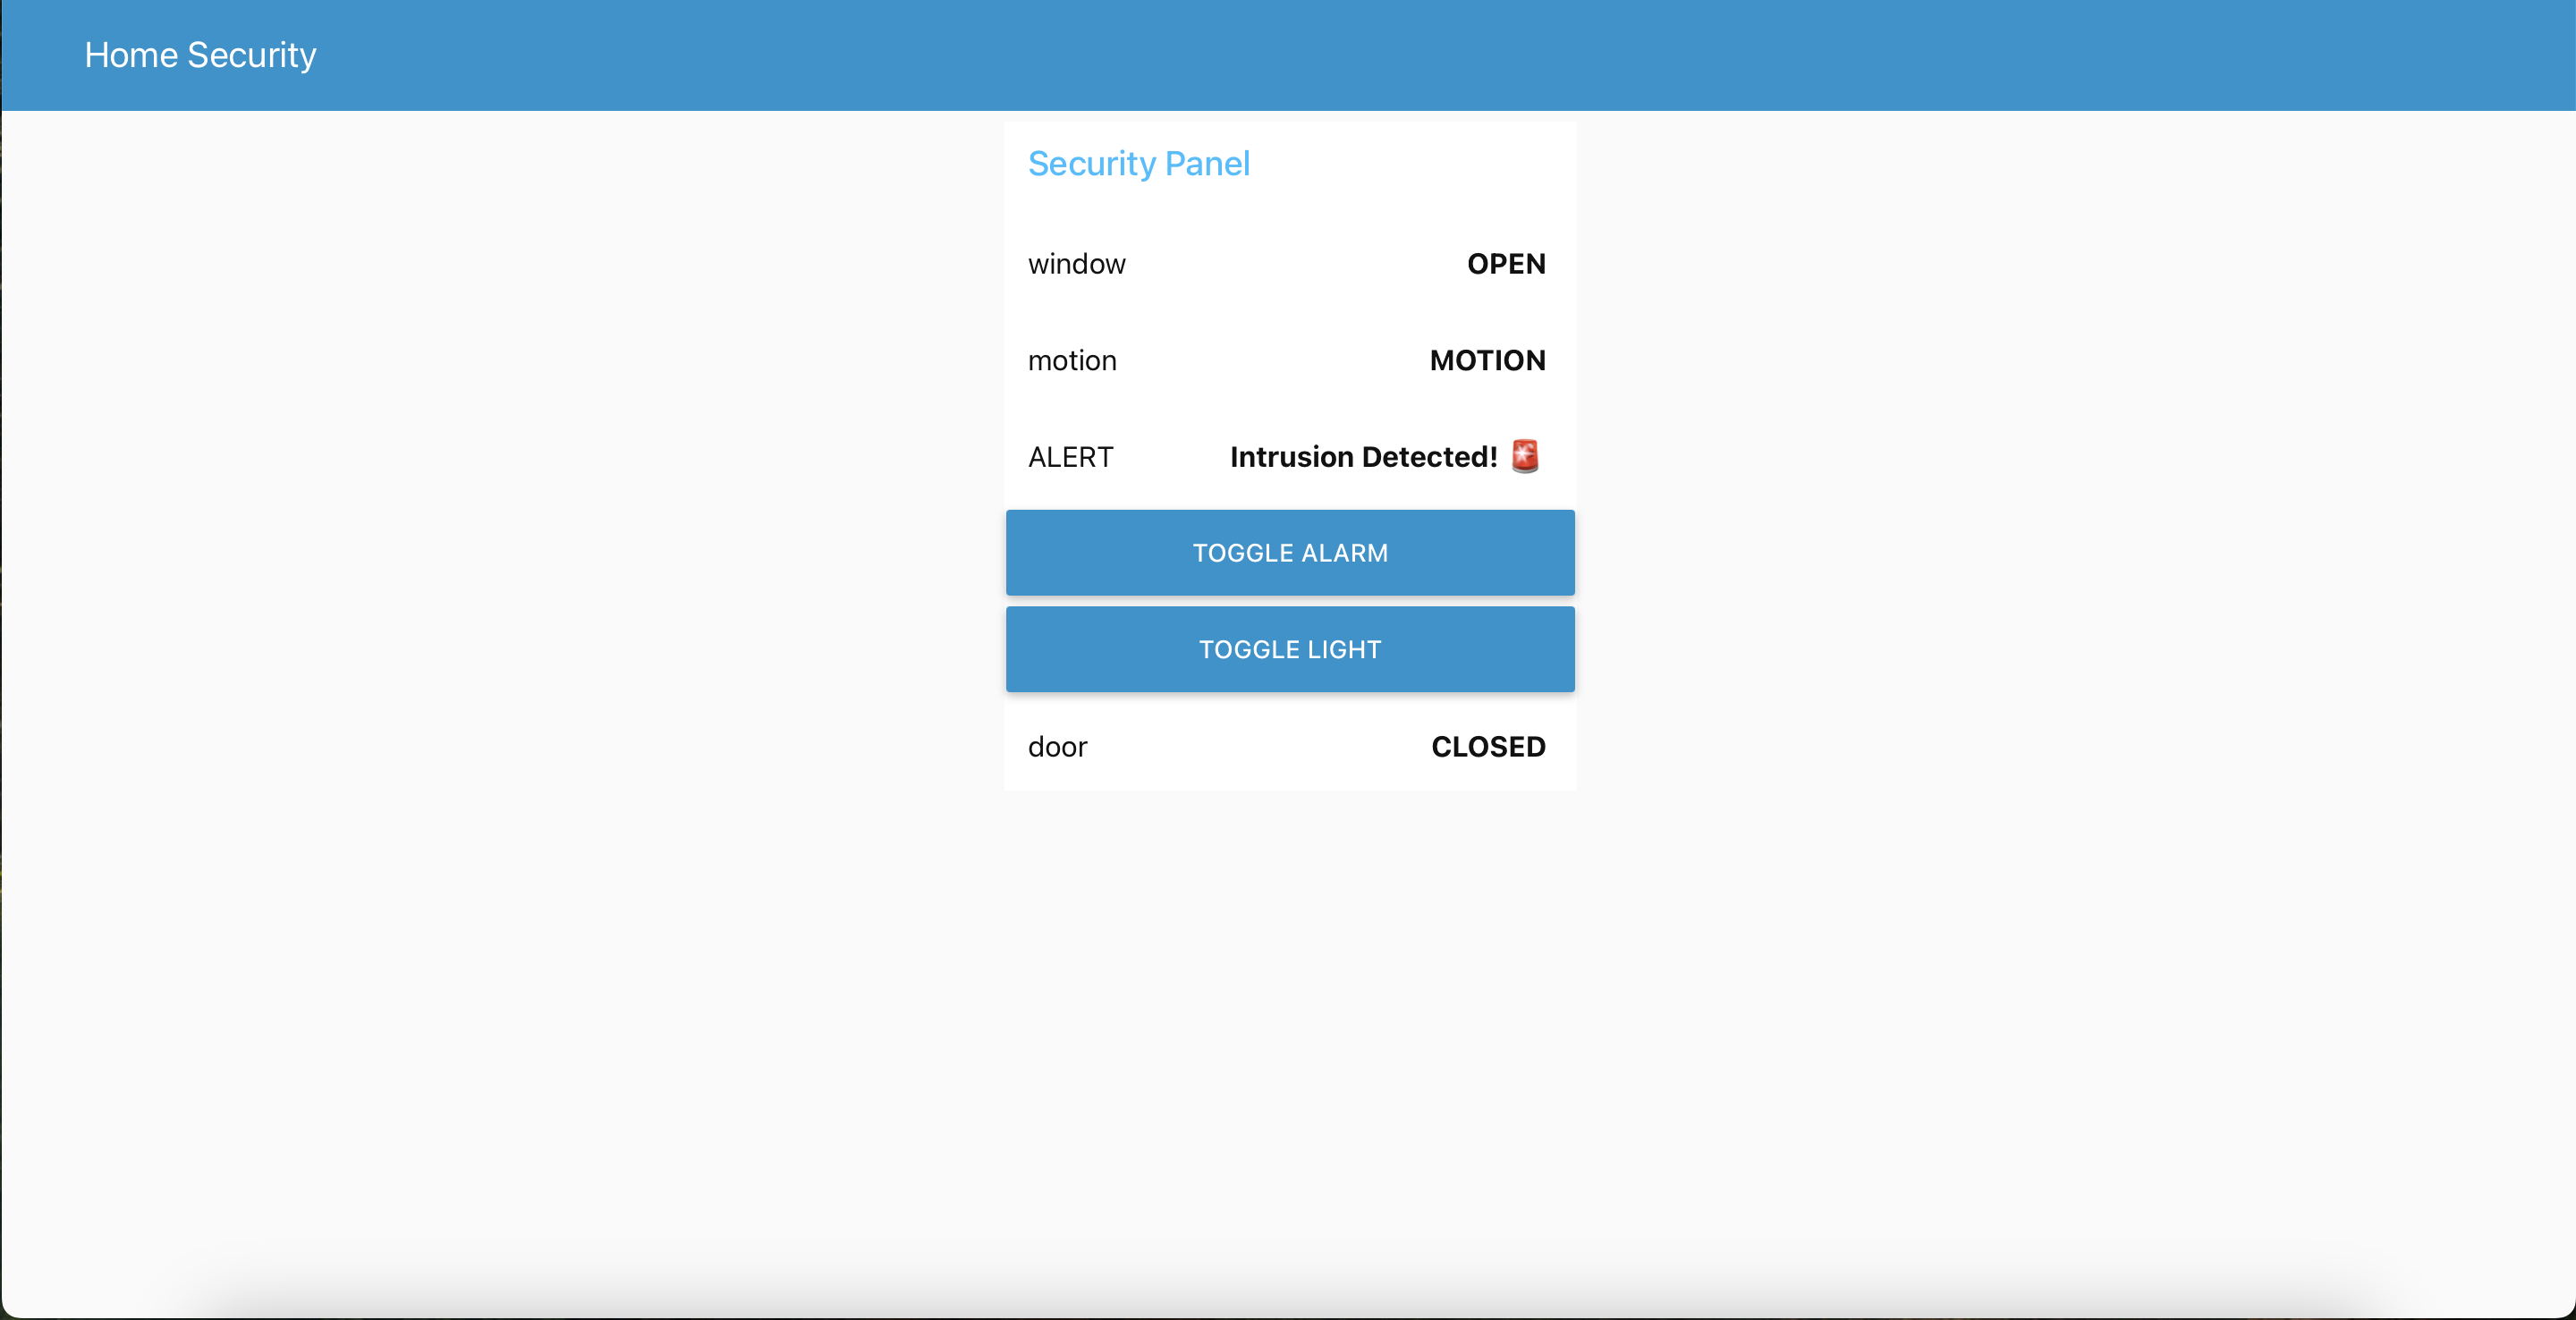 Home Security
Security Panel
window OPEN
motion MOTION
ALERT Intrusion Detected! 🚨
TOGGLE ALARM
TOGGLE LIGHT
door CLOSED